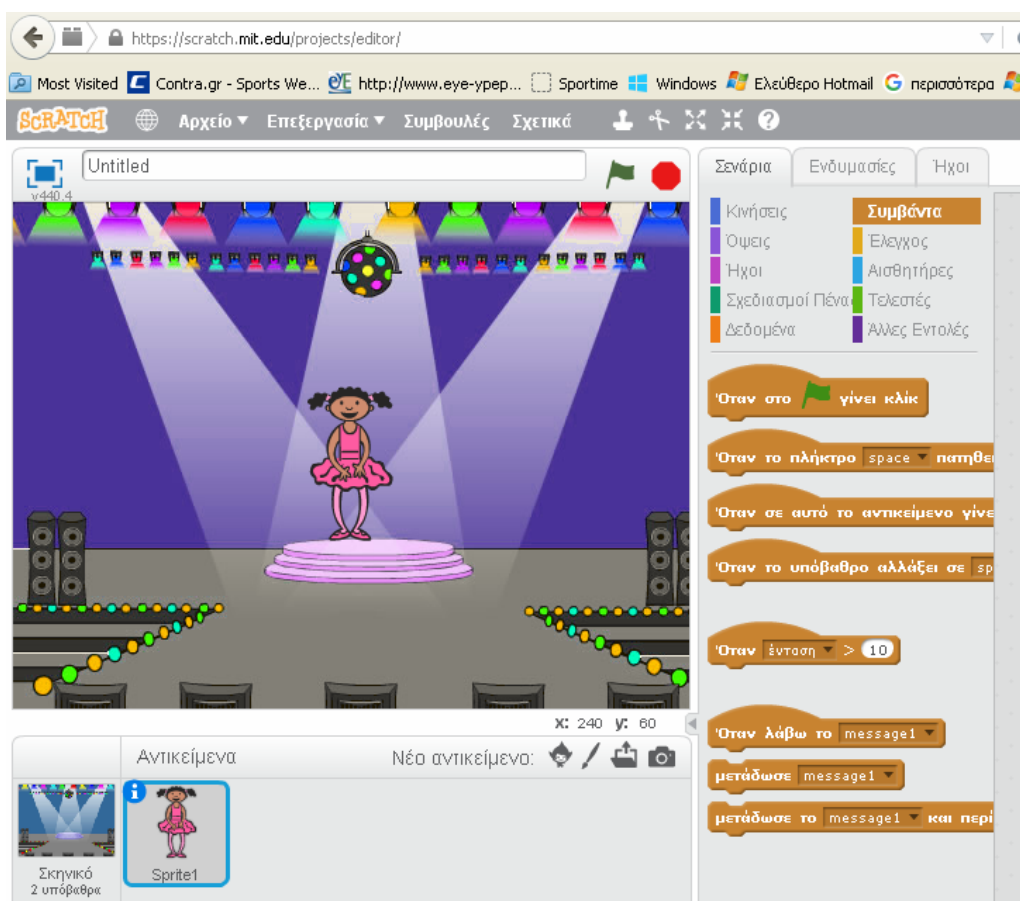 https://scratch.mit.edu/projects/editor/
Most Visited Contra.gr - Sports We... eyE http://www.eye-ypep... Sportime Windows Ελεύθερο Hotmail G περισσότερα
SCRATCH Αρχείο Επεξεργασία Συμβουλές Σχετικά
Untitled
v440.4
Σενάρια Ενδυμασίες Ήχοι
Κινήσεις Συμβάντα
Όψεις Έλεγχος
Ήχοι Αισθητήρες
Σχεδιασμοί Πένας Τελεστές
Δεδομένα Άλλες Εντολές
Όταν στο γίνει κλίκ
Όταν το πλήκτρο space πατηθεί
Όταν σε αυτό το αντικείμενο γίνε
Όταν το υπόβαθρο αλλάξει σε sp
Όταν ένταση > 10
Όταν λάβω το message1
μετάδωσε message1
μετάδωσε το message1 και περί
x: 240 y: 60
Αντικείμενα Νέο αντικείμενο:
Σκηνικό
2 υπόβαθρα
Sprite1